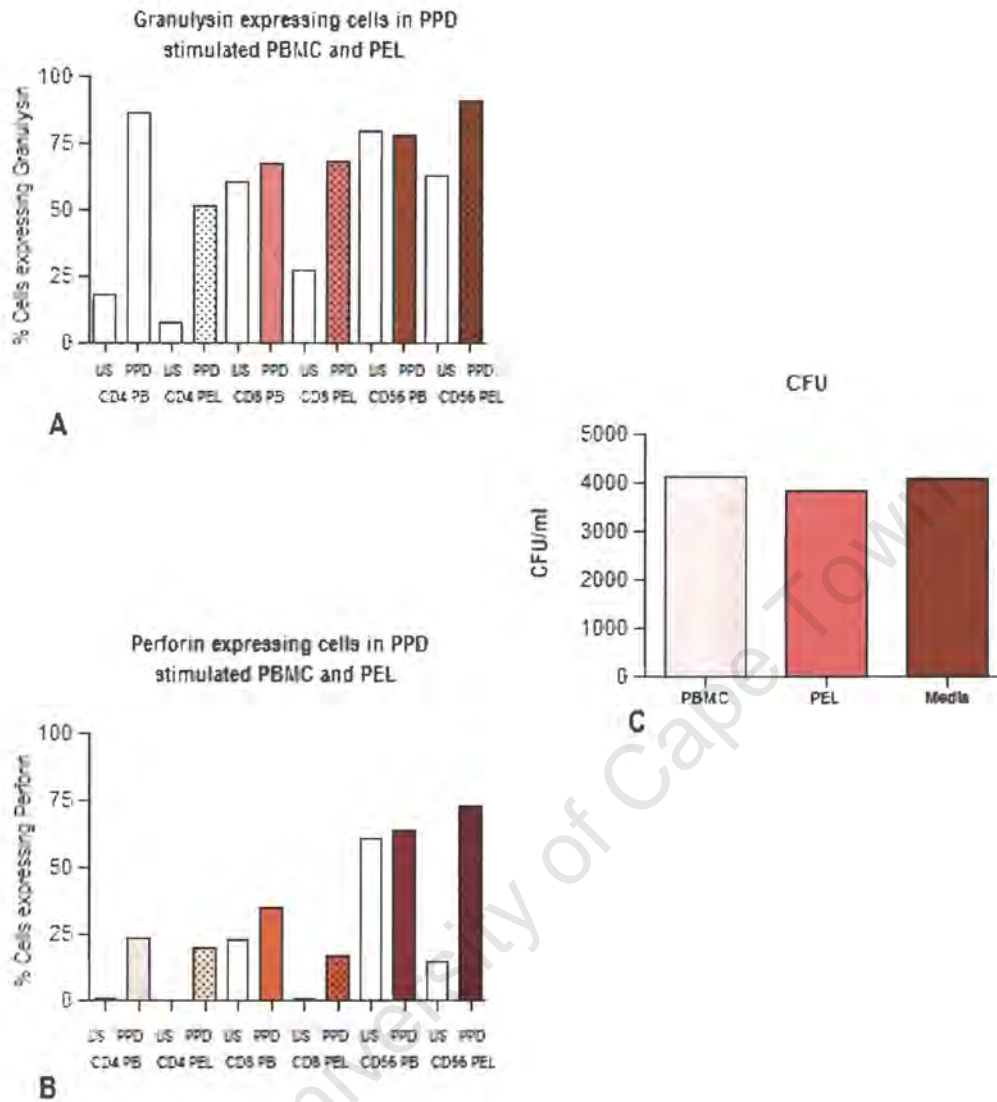 Granulysin expressing cells in PPD
stimulated PBMC and PEL
% Cells expressing Granulysin
100
75
50
25
0
US PPD US PPD US PPD US PPD US PPD US PPD
CD4 PB CD4 PEL CD8 PB CD8 PEL CD56 PB CD56 PEL
A
CFU
CFU/ml
5000
4000
3000
2000
1000
0
PBMC PEL Media
C
Perforin expressing cells in PPD
stimulated PBMC and PEL
% Cells expressing Perforin
100
75
50
25
0
US PPD US PPD US PPD US PPD US PPD US PPD
CD4 PB CD4 PEL CD8 PB CD8 PEL CD56 PB CD56 PEL
B
University of Cape Town